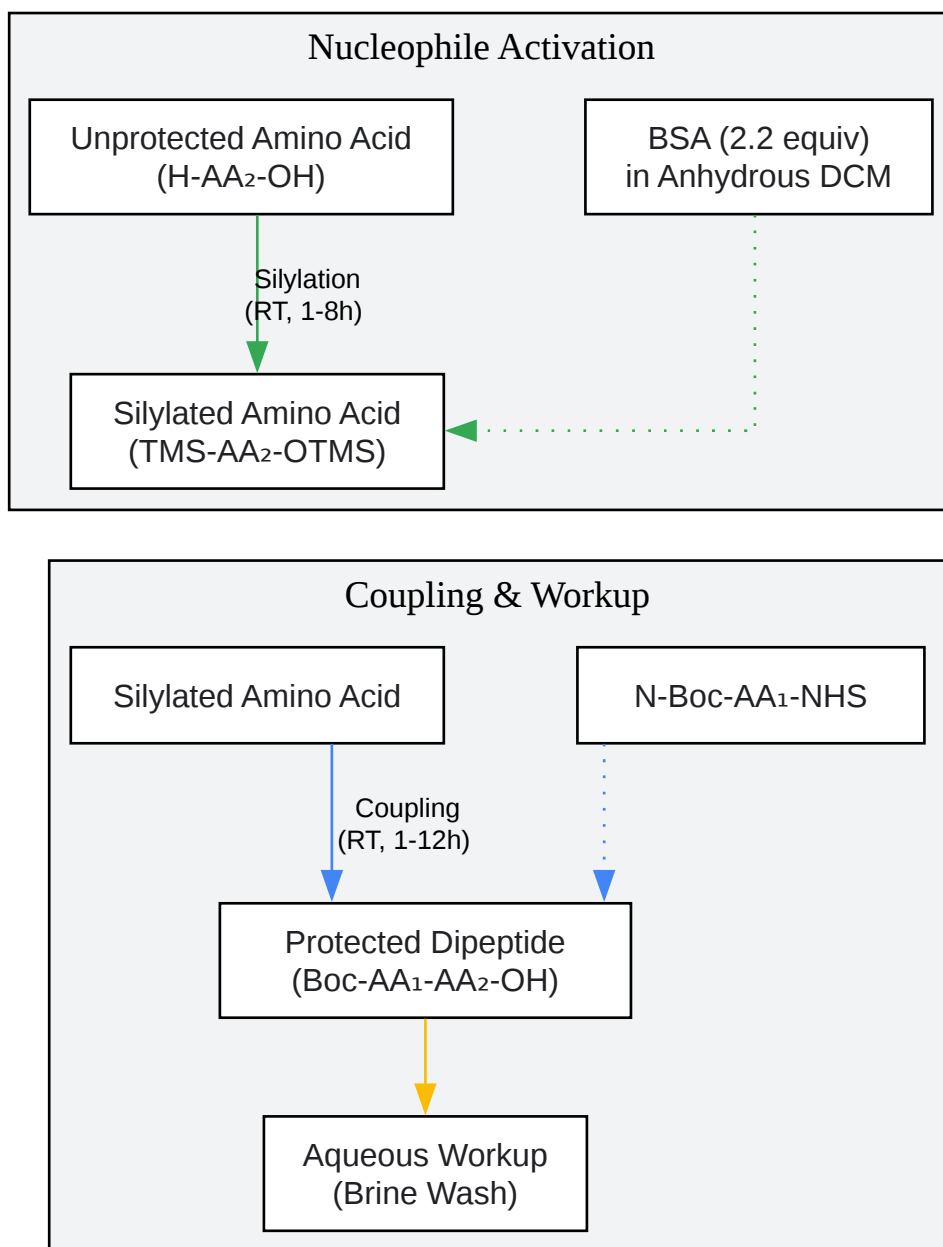 Nucleophile Activation
Unprotected Amino Acid
(H-AA₂-OH)
BSA (2.2 equiv)
in Anhydrous DCM
Silylation
(RT, 1-8h)
Silylated Amino Acid
(TMS-AA₂-OTMS)
Coupling & Workup
Silylated Amino Acid
N-Boc-AA₁-NHS
Coupling
(RT, 1-12h)
Protected Dipeptide
(Boc-AA₁-AA₂-OH)
Aqueous Workup
(Brine Wash)